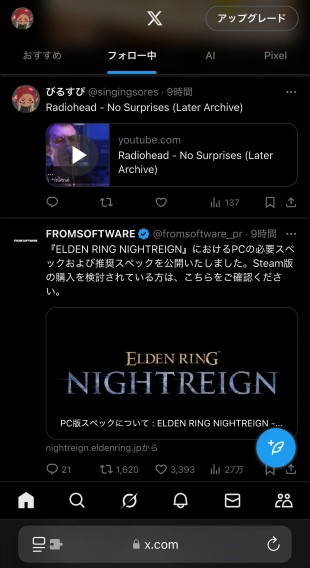 アップグレード
おすすめ
フォロー中
AI
Pixel
びるすぴ @singingsores · 9時間
Radiohead - No Surprises (Later Archive)
youtube.com
Radiohead - No Surprises (Later
Archive)
137
FROMSOFTWARE
FROMSOFTWARE @fromsoftware_pr · 9時間
『ELDEN RING NIGHTREIGN』におけるPCの必要スペ
ックおよび推奨スペックを公開いたしました。Steam版
の購入を検討されている方は、こちらをご確認くださ
い。
ELDEN RING
NIGHTREIGN
PC版スペックについて : ELDEN RING NIGHTREIGN -...
nightreign.eldenring.jpから
21
1,620
3,393
27万
x.com